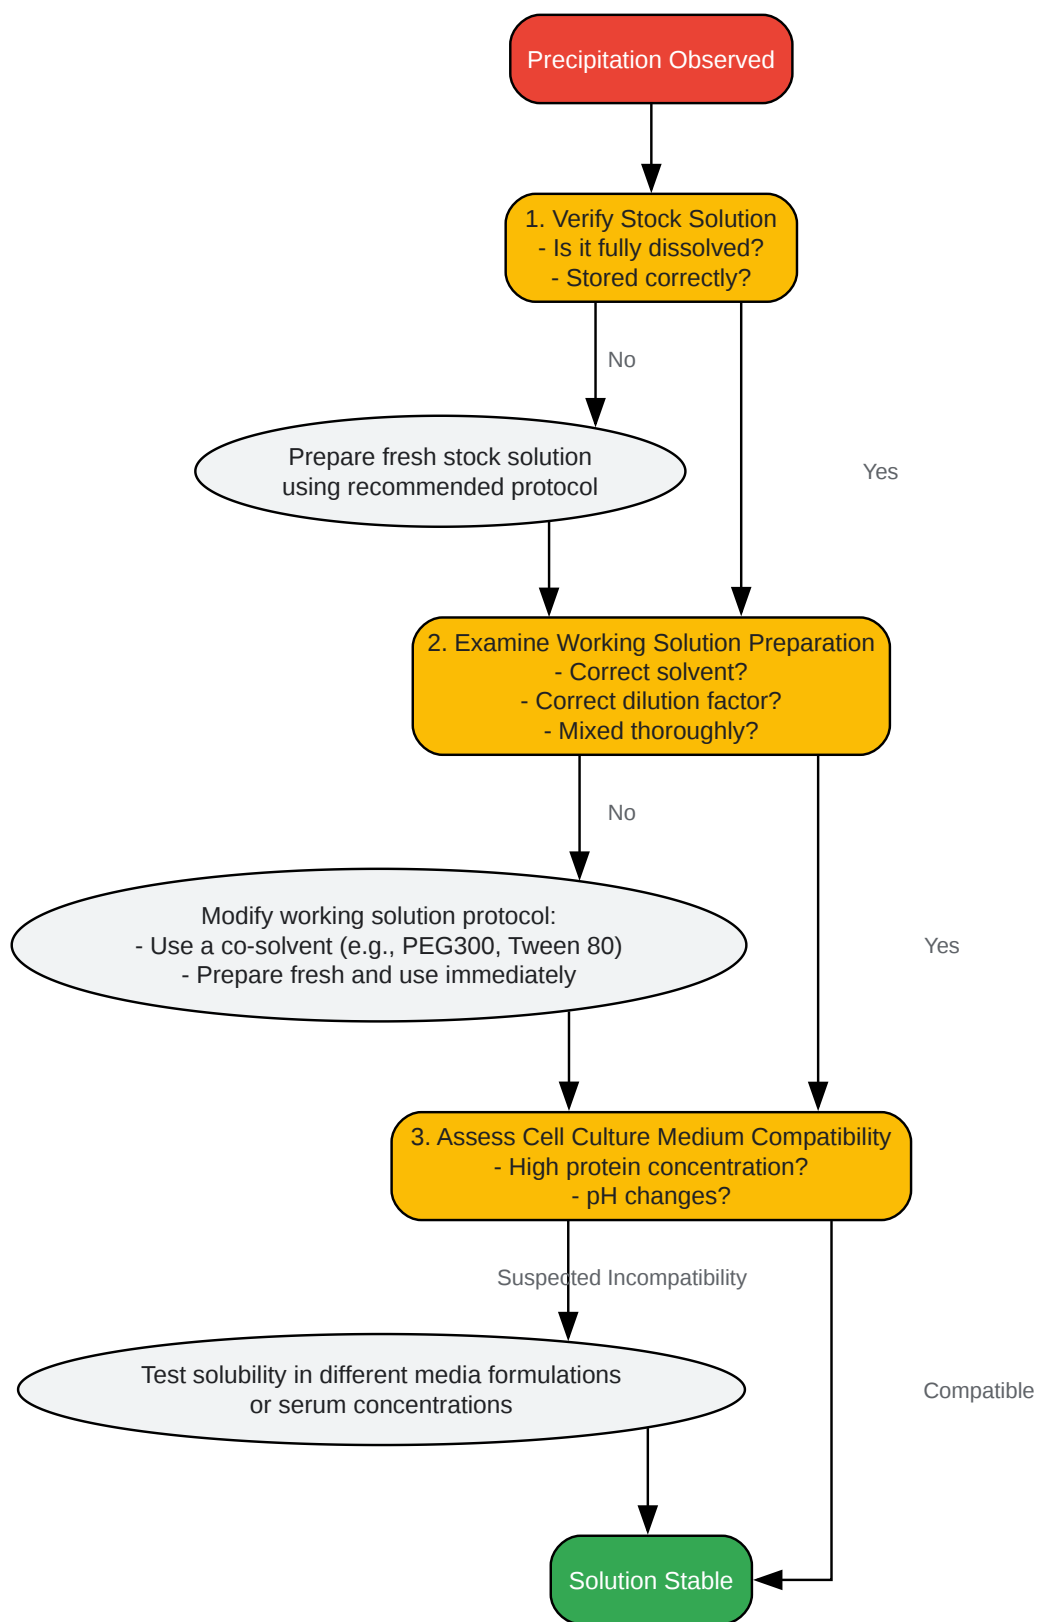 Precipitation Observed
1. Verify Stock Solution
- Is it fully dissolved?
- Stored correctly?
No
Prepare fresh stock solution
using recommended protocol
Yes
2. Examine Working Solution Preparation
- Correct solvent?
- Correct dilution factor?
- Mixed thoroughly?
No
Modify working solution protocol:
- Use a co-solvent (e.g., PEG300, Tween 80)
- Prepare fresh and use immediately
Yes
3. Assess Cell Culture Medium Compatibility
- High protein concentration?
- pH changes?
Suspected Incompatibility
Test solubility in different media formulations
or serum concentrations
Compatible
Solution Stable